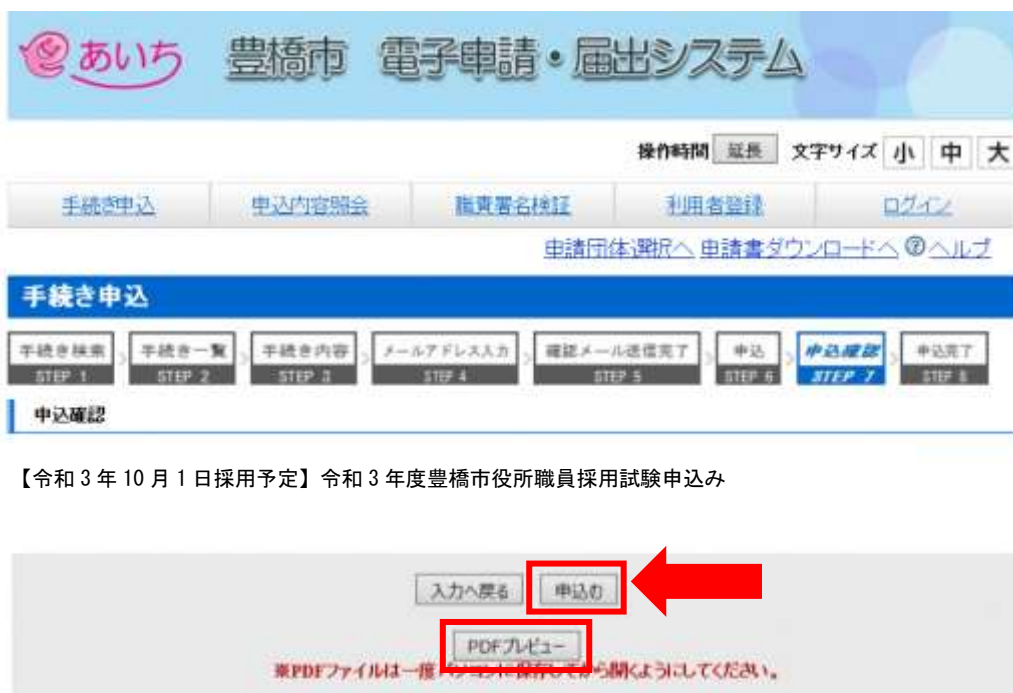 あいち 豊橋市 電子申請・届出システム
操作時間 延長 文字サイズ 小 中 大
手続き申込 申込内容照会 職責署名検証 利用者登録 ログイン
申請団体選択へ 申請書ダウンロードへ ?ヘルプ
手続き申込
手続き検索 手続き一覧 手続き内容 メールアドレス入力 確認メール送信完了 申込 申込確認 申込完了
STEP 1 STEP 2 STEP 3 STEP 4 STEP 5 STEP 6 STEP 7 STEP 8
申込確認
【令和3年10月1日採用予定】令和3年度豊橋市役所職員採用試験申込み
入力へ戻る 申込む
PDFプレビュー
※PDFファイルは一度パソコンに保存してから開くようにしてください。